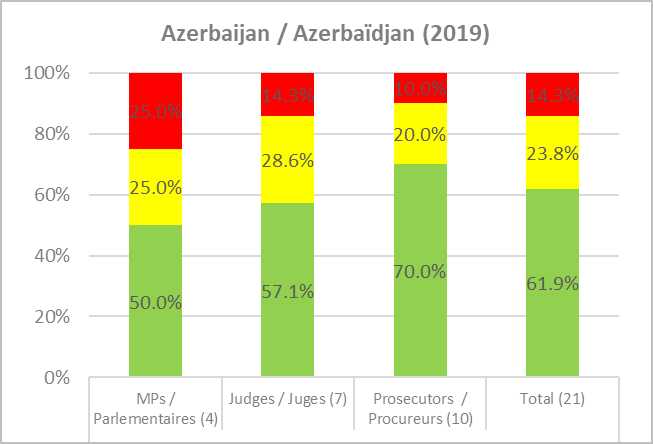 Azerbaijan / Azerbaïdjan (2019)
100%
80%
60%
40%
20%
0%
25.0%
25.0%
50.0%
14.3%
28.6%
57.1%
10.0%
20.0%
70.0%
14.3%
23.8%
61.9%
MPs /
Parlementaires (4)
Judges / Juges (7)
Prosecutors /
Procureurs (10)
Total (21)